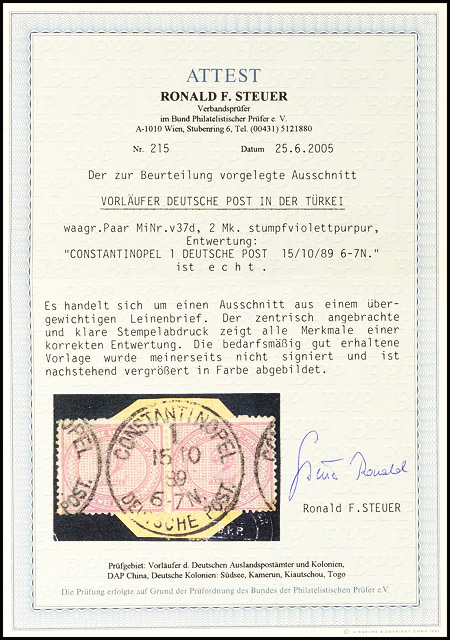 ATTEST
RONALD F. STEUER
Verbandsprüfer
im Bund Philatelistischer Prüfer e. V.
A-1010 Wien, Stubenring 6, Tel. (00431) 5121880
Nr. 215 Datum 25.6.2005
Der zur Beurteilung vorgelegte Ausschnitt
VORLÄUFER DEUTSCHE POST IN DER TÜRKEI
waagr.Paar MiNr.v37d, 2 Mk. stumpfviolettpurpur,
Entwertung:
"CONSTANTINOPEL 1 DEUTSCHE POST 15/10/89 6-7N."
ist e c h t .
Es handelt sich um einen Ausschnitt aus einem über-
gewichtigen Leinenbrief. Der zentrisch angebrachte
und klare Stempelabdruck zeigt alle Merkmale einer
korrekten Entwertung. Die bedarfsmäßig gut erhaltene
Vorlage wurde meinerseits nicht signiert und ist
nachstehend vergrößert in Farbe abgebildet.
CONSTANTINOPEL
1
15 10
89
6-7N.
DEUTSCHE POST.
OPEL
POST.
Steuer Ronald
Ronald F.STEUER
Prüfgebiet: Vorläufer d. Deutschen Auslandspostämter und Kolonien,
DAP China, Deutsche Kolonien: Südsee, Kamerun, Kiautschou, Togo
Die Prüfung erfolgte auf Grund der Prüfordnung des Bundes der Philatelistischen Prüfer e.V.